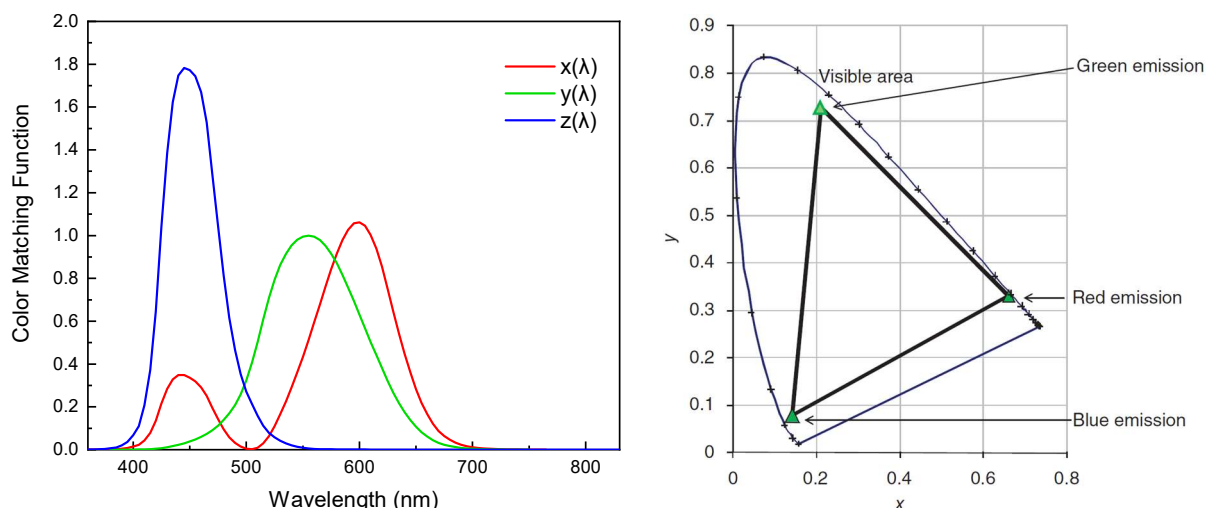 2.0
1.8
1.6
1.4
1.2
1.0
0.8
0.6
0.4
0.2
0.0
Color Matching Function
x(λ)
y(λ)
z(λ)
400
500
600
700
800
Wavelength (nm)
0.9
0.8
0.7
0.6
0.5
0.4
0.3
0.2
0.1
0
y
Visible area
Green emission
Red emission
Blue emission
0
0.2
0.4
0.6
0.8
x